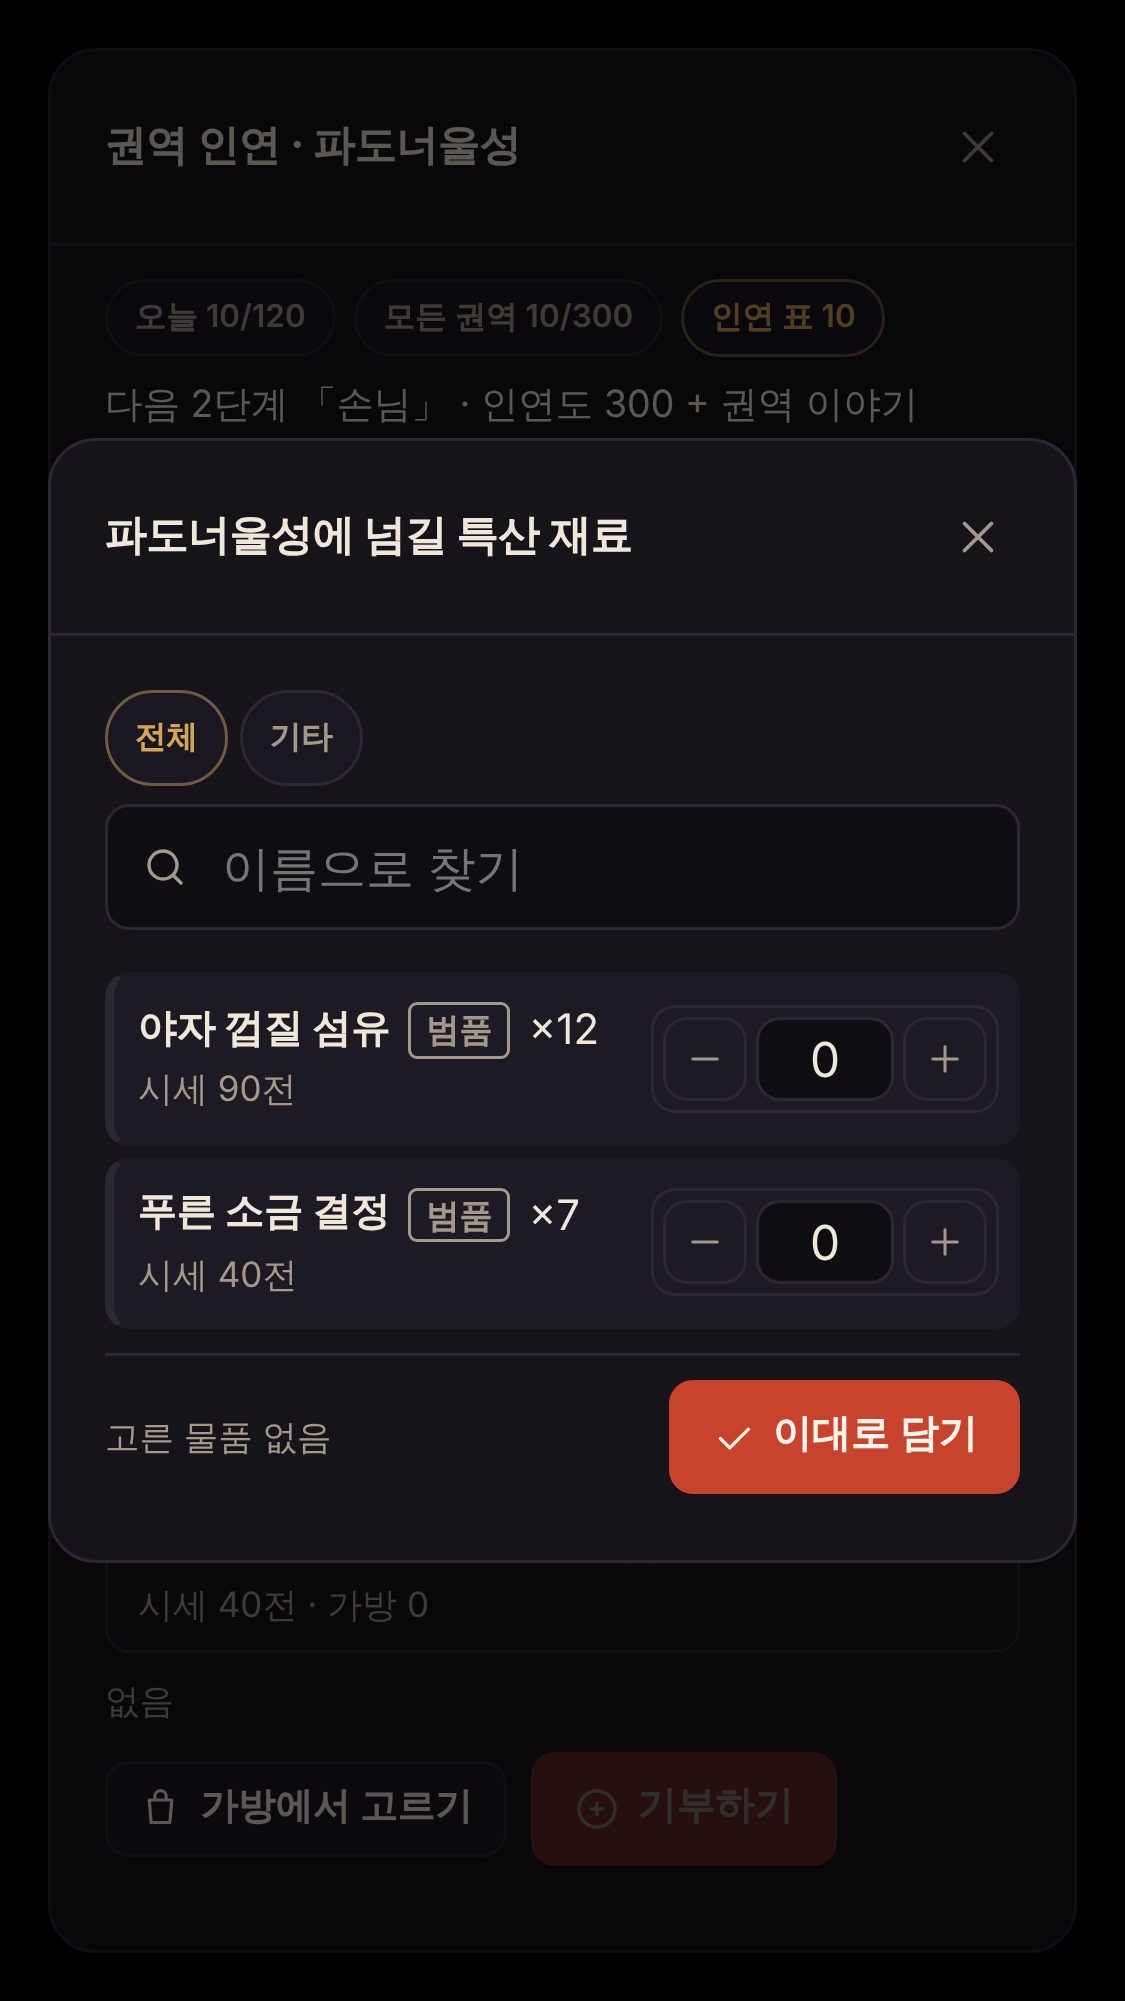 권역 인연 · 파도너울성
오늘 10/120 모든 권역 10/300 인연 표 10
다음 2단계 「손님」 · 인연도 300 + 권역 이야기
파도너울성에 넘길 특산 재료
전체 기타
이름으로 찾기
야자 껍질 섬유 범품 ×12
시세 90전
0
푸른 소금 결정 범품 ×7
시세 40전
0
고른 물품 없음
이대로 담기
시세 40전 · 가방 0
없음
가방에서 고르기 기부하기